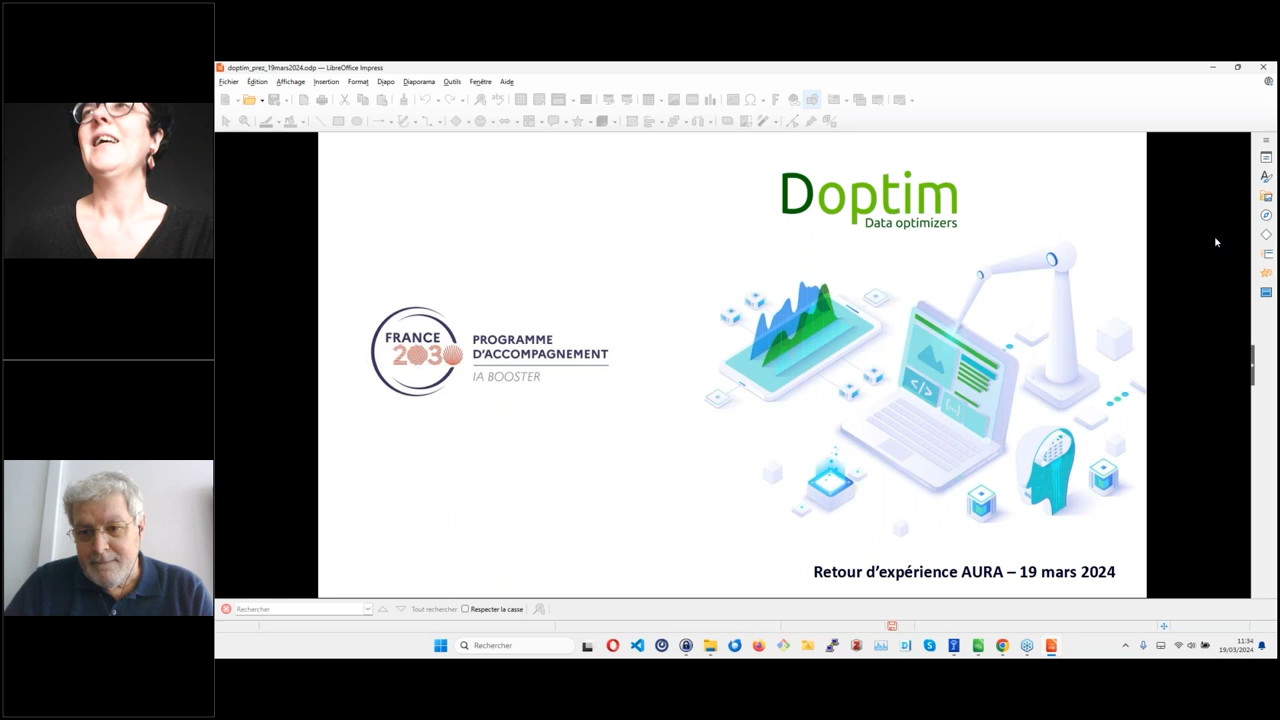 doptim_prez_19mars2024.odp — LibreOffice Impress
Fichier Édition Affichage Insertion Format Diapo Diaporama Outils Fenêtre Aide
Doptim
Data optimizers
FRANCE
2030
PROGRAMME
D'ACCOMPAGNEMENT
IA BOOSTER
</>
Retour d'expérience AURA – 19 mars 2024
Rechercher Tout rechercher Respecter la casse
Rechercher
11:34
19/03/2024